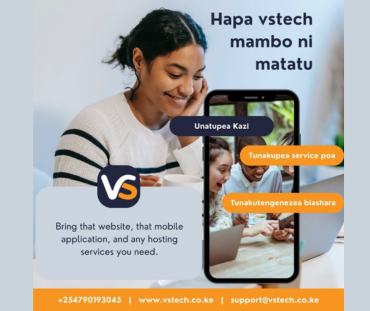 Hapa vstech
mambo ni
matatu
Unatupea Kazi
Tunakupea service poa
Tunakutengenezea biashara
VS
Bring that website, that mobile
application, and any hosting
services you need.
+254790193045 | www.vstech.co.ke | support@vstech.co.ke